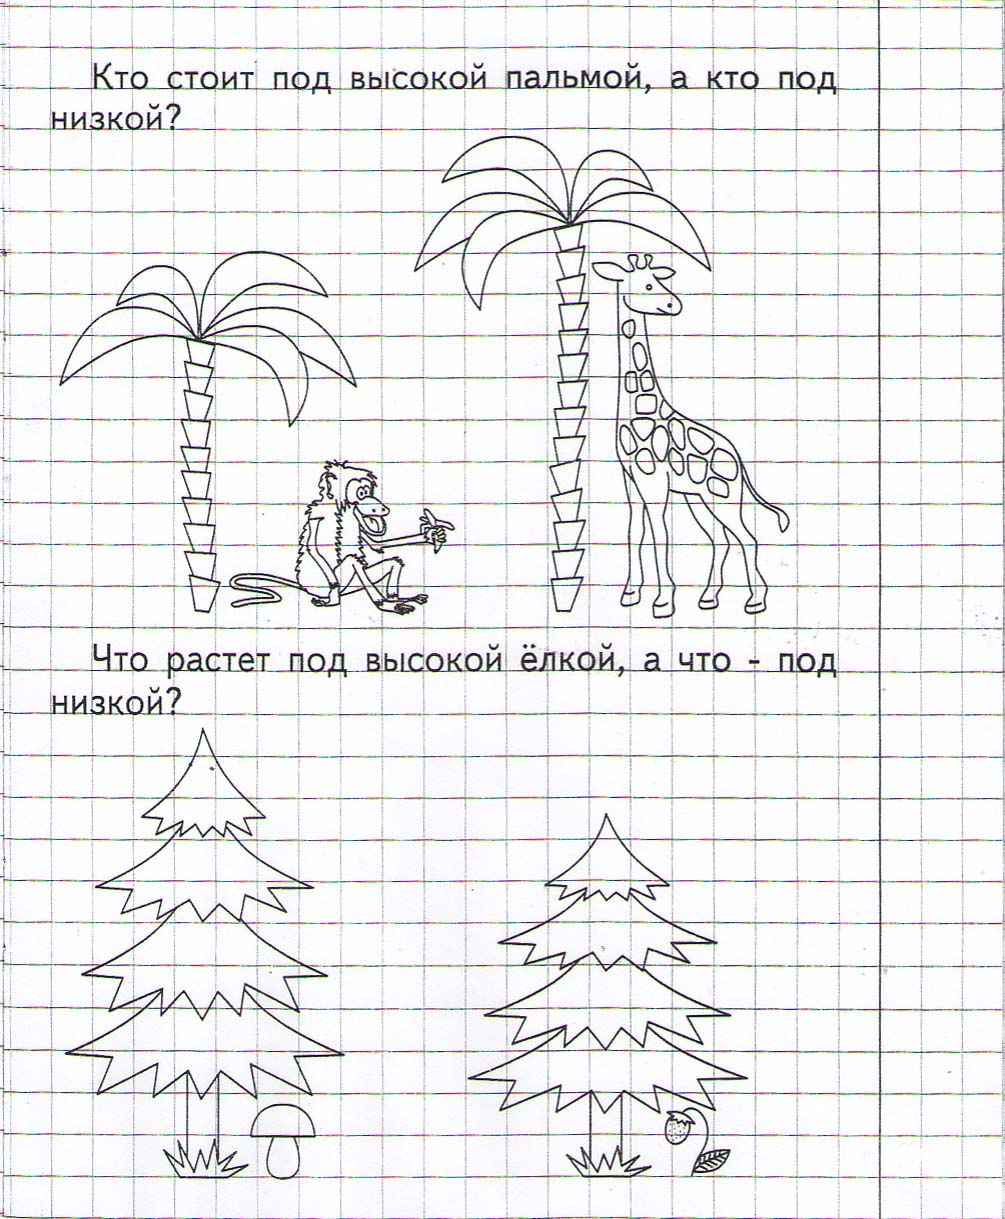 Кто стоит под высокой пальмой, а кто под
низкой?
Что растет под высокой ёлкой, а что - под
низкой?